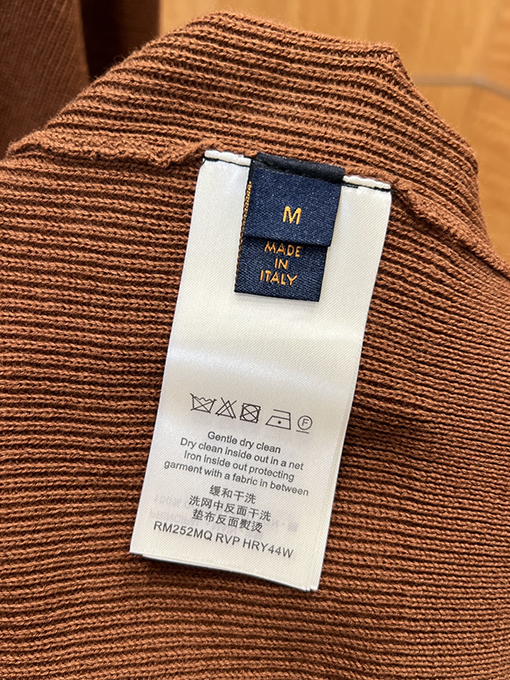 M
MADE
IN
ITALY
F
Gentle dry clean
Dry clean inside out in a net
Iron inside out protecting
garment with a fabric in between
缓和干洗
洗网中反面干洗
垫布反面熨烫
RM252MQ RVP HRY44W